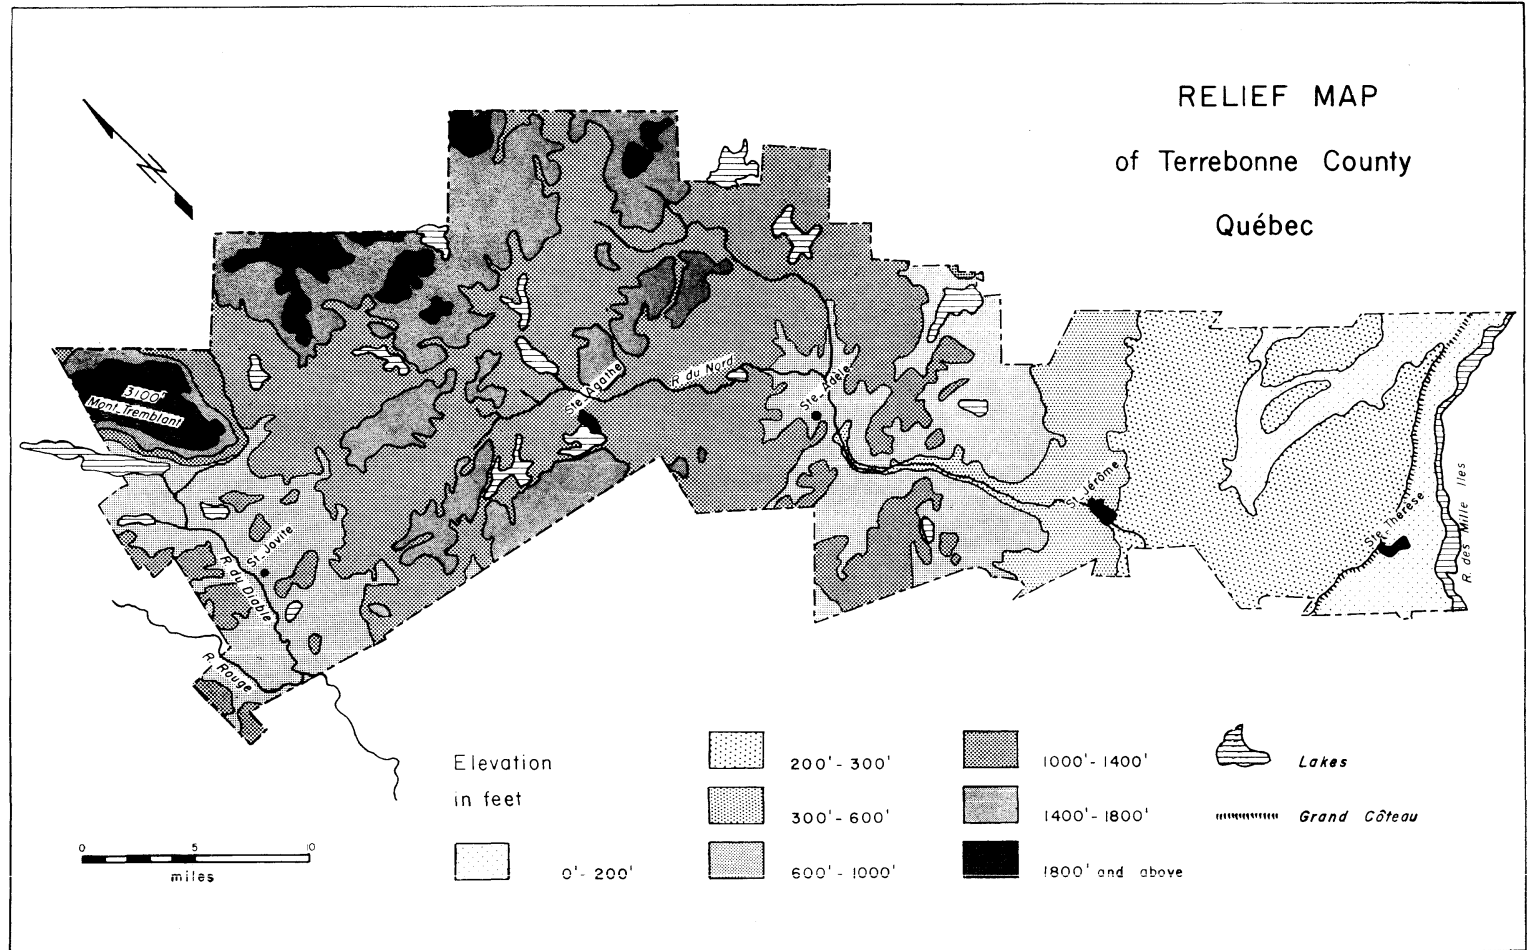 RELIEF MAP
of Terrebonne County
Québec
3100'
Mont-Tremblant
Ste-Agathe
R. du Nord
Ste-Adèle
St. Jérôme
Ste-Thérèse
R. des Mille Iles
St. Jovite
R. du Diable
R. Rouge
Elevation
in feet
0'-200'
200'-300'
300'-600'
600'-1000'
1000'-1400'
1400'-1800'
1800' and above
Lakes
Grand Côteau
0 5 10
miles